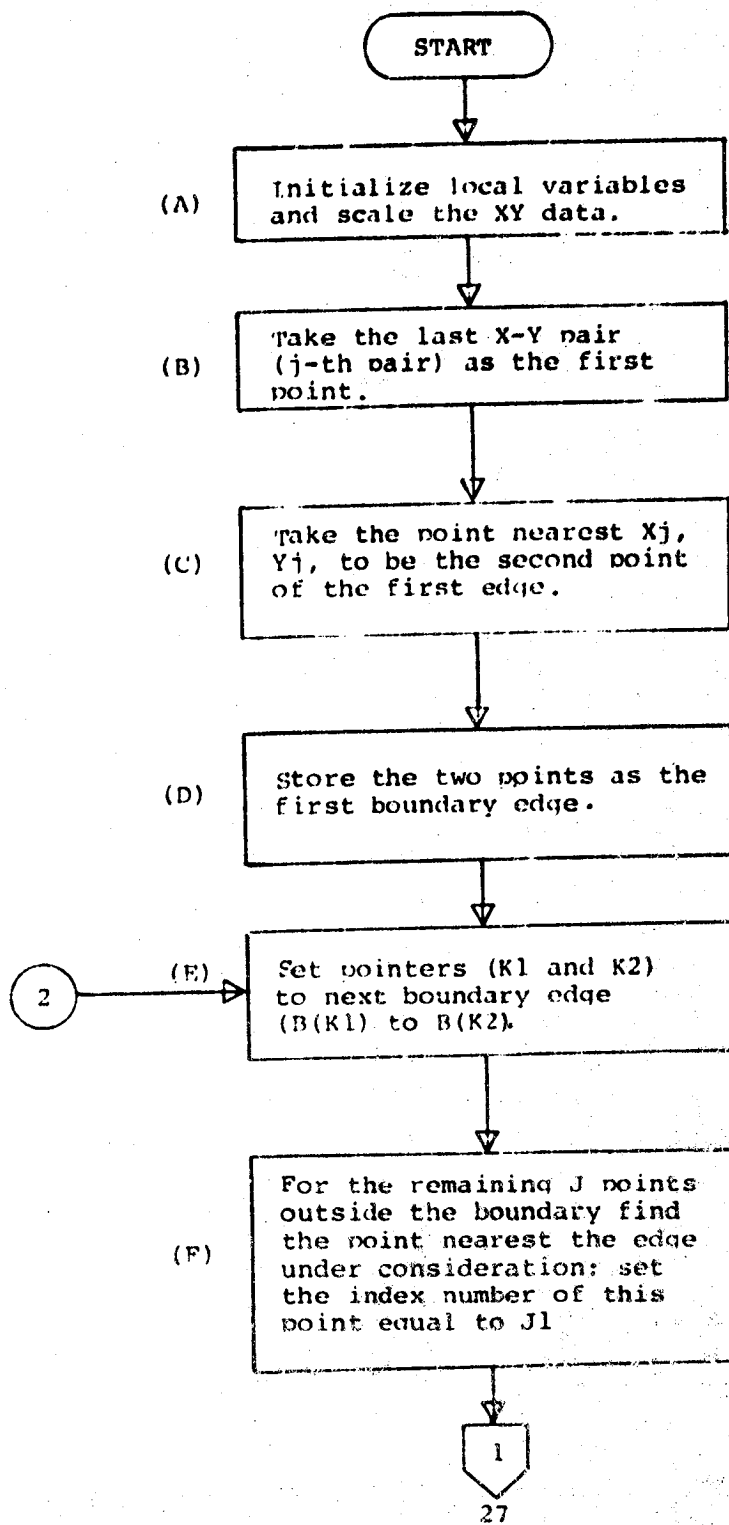 START
(A)
Initialize local variables
and scale the XY data.
(B)
Take the last X-Y pair
(j-th pair) as the first
point.
(C)
Take the point nearest Xj,
Yj, to be the second point
of the first edge.
(D)
Store the two points as the
first boundary edge.
2
(E)
Set pointers (K1 and K2)
to next boundary edge
(B(K1) to B(K2).
(F)
For the remaining J points
outside the boundary find
the point nearest the edge
under consideration; set
the index number of this
point equal to J1
1
27